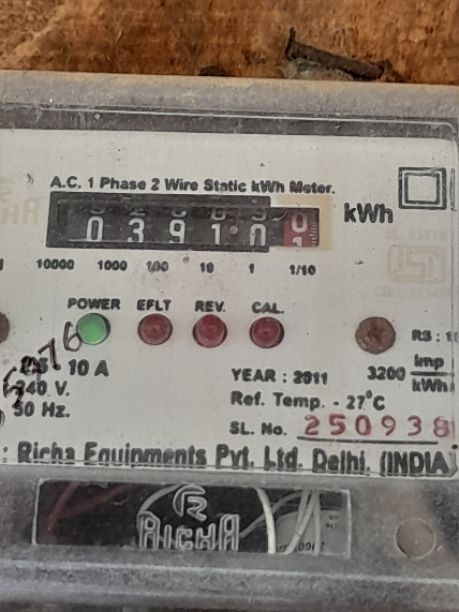 A.C. 1 Phase 2 Wire Static kWh Meter.
0 3 9 1 0 0 kWh
10000 1000 100 10 1 1/10
POWER EFLT REV. CAL.
10 A
240 V.
50 Hz.
YEAR : 2011 3200 Imp/kWh
Ref. Temp. - 27°C
SL. No. 250938
: Richa Equipments Pvt. Ltd. Delhi. (INDIA)
RICHA